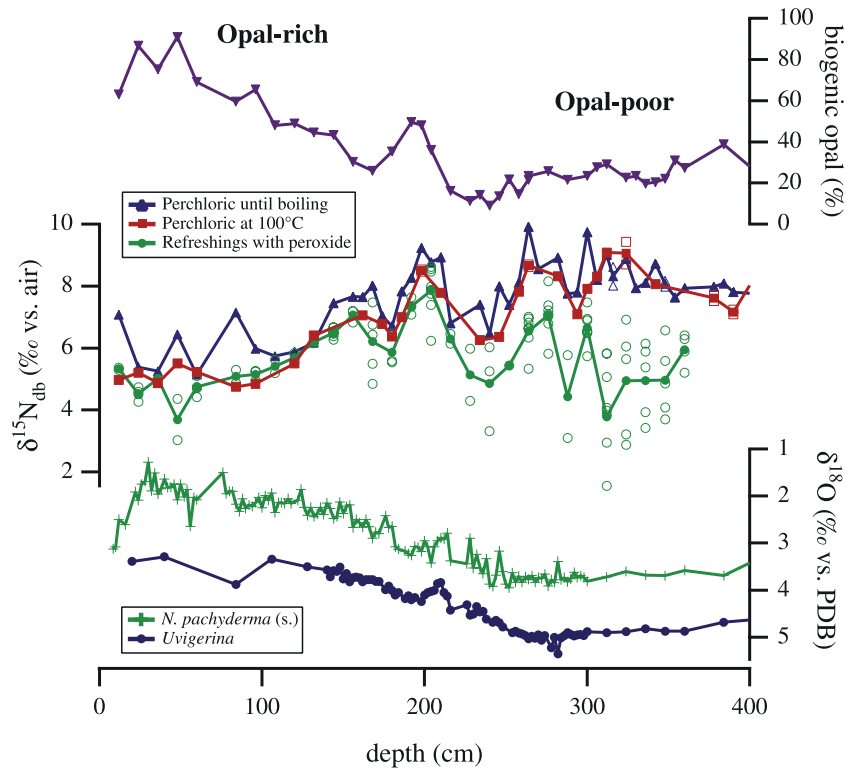 Opal-rich
Opal-poor
100
80
60
40
20
0
biogenic opal (%)
Perchloric until boiling
Perchloric at 100°C
Refreshings with peroxide
10
8
6
4
2
δ¹⁵N_db (‰ vs. air)
1
2
3
4
5
δ¹⁸O (‰ vs. PDB)
N. pachyderma (s.)
Uvigerina
0
100
200
300
400
depth (cm)